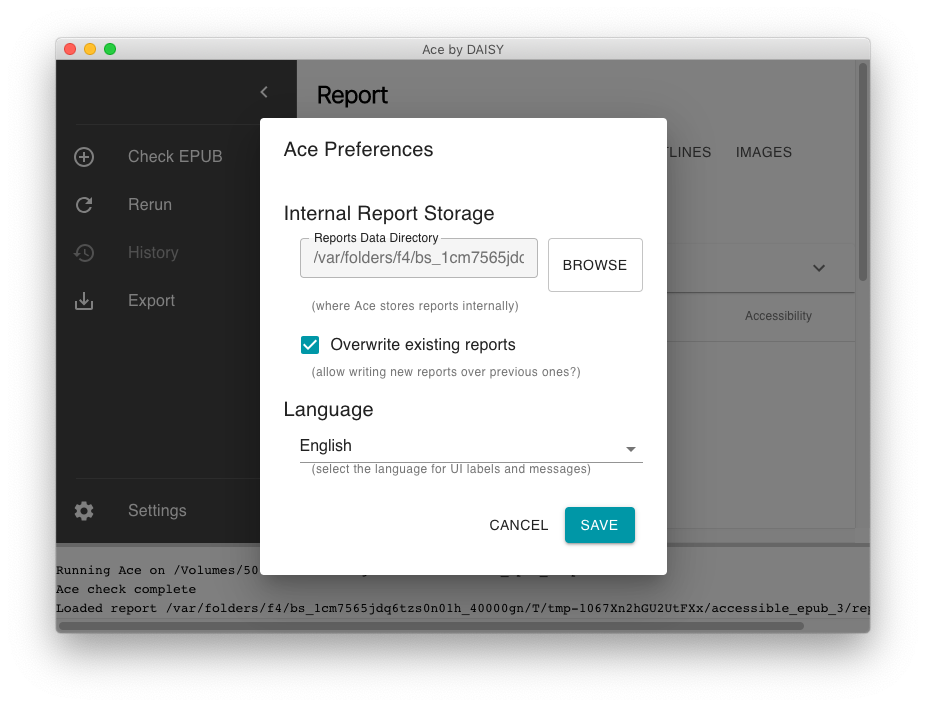 Ace by DAISY
Report
Check EPUB
Rerun
History
Export
Settings
TLINES
IMAGES
Accessibility
Ace Preferences
Internal Report Storage
Reports Data Directory
/var/folders/f4/bs_1cm7565jdq
BROWSE
(where Ace stores reports internally)
Overwrite existing reports
(allow writing new reports over previous ones?)
Language
English
(select the language for UI labels and messages)
CANCEL
SAVE
Running Ace on /Volumes/50
Ace check complete
Loaded report /var/folders/f4/bs_1cm7565jdq6tzs0n01h_40000gn/T/tmp-1067Xn2hGU2UtFXx/accessible_epub_3/rep